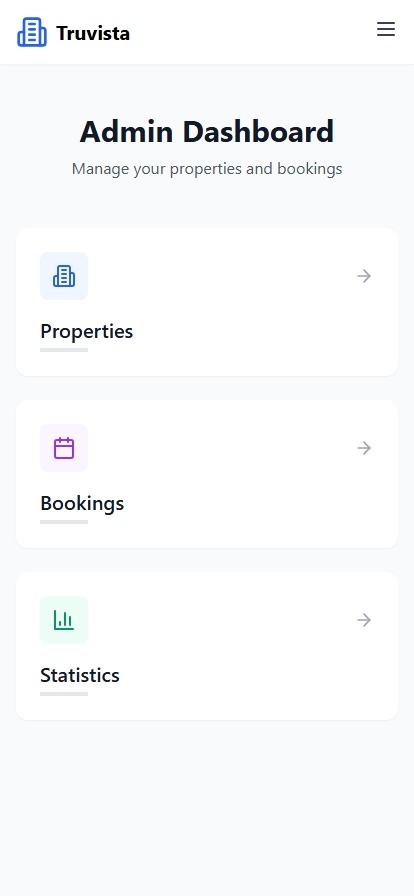 Truvista
Admin Dashboard
Manage your properties and bookings
Properties
Bookings
Statistics